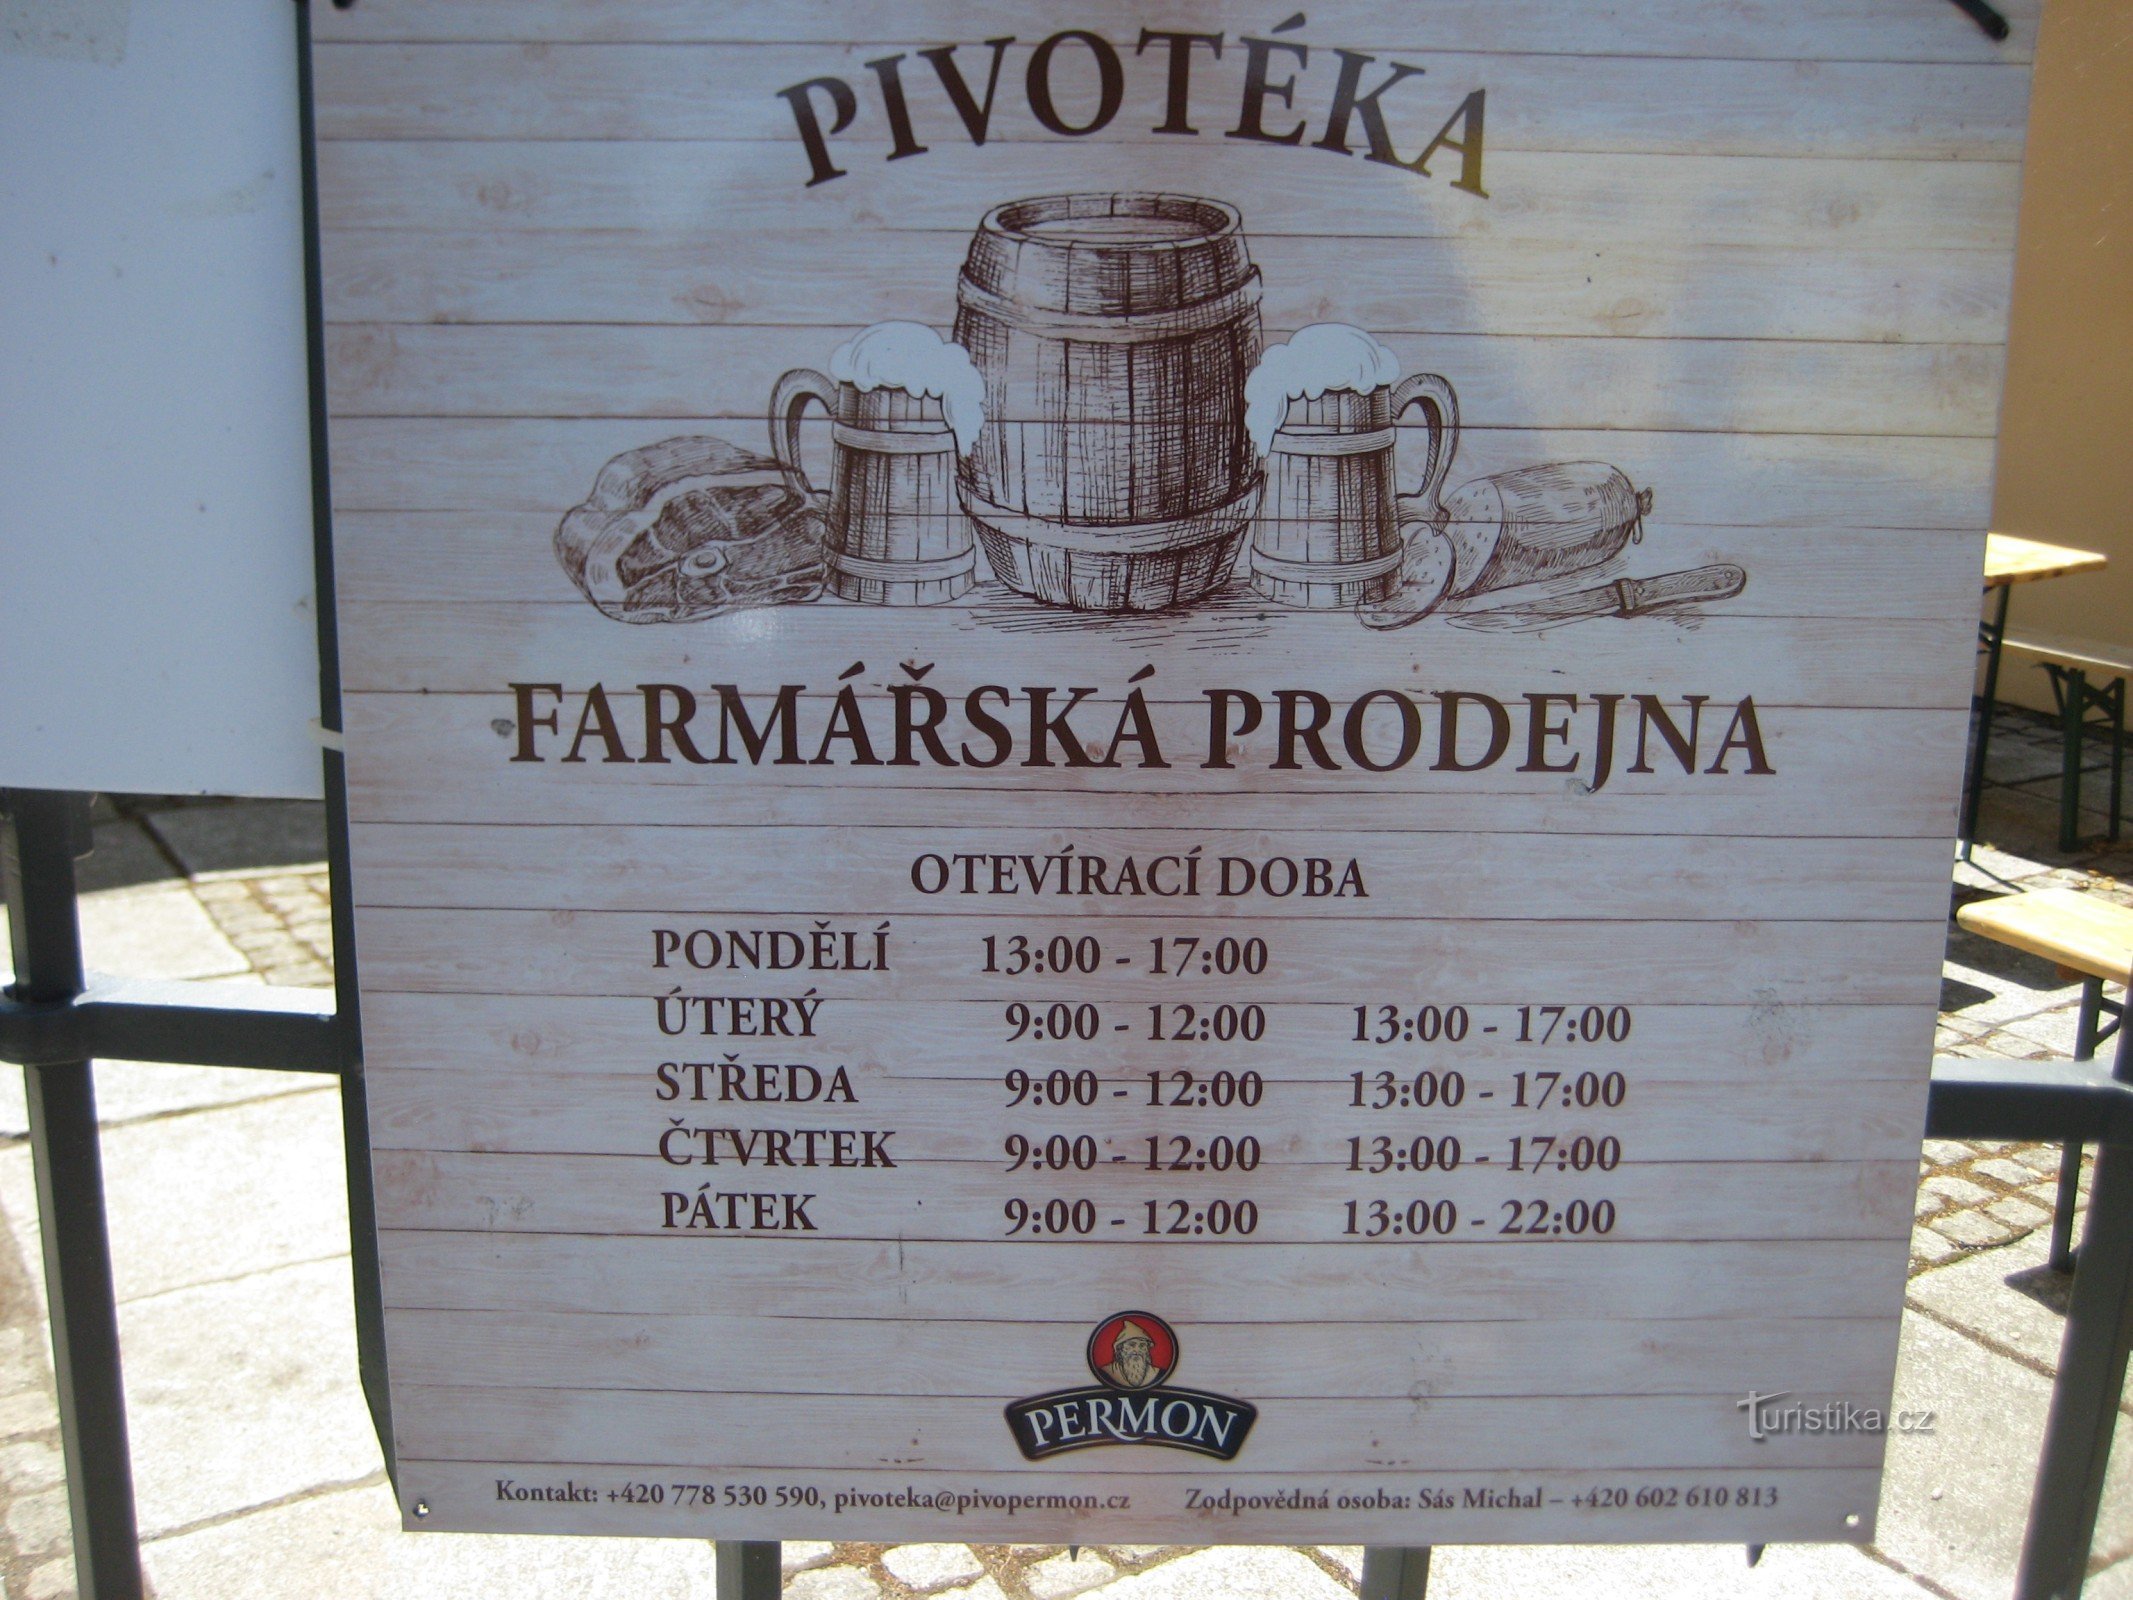 PIVOTÉKA
FARMÁŘSKÁ PRODEJNA
OTEVÍRACÍ DOBA
PONDĚLÍ 13:00 - 17:00
ÚTERÝ 9:00 - 12:00 13:00 - 17:00
STŘEDA 9:00 - 12:00 13:00 - 17:00
ČTVRTEK 9:00 - 12:00 13:00 - 17:00
PÁTEK 9:00 - 12:00 13:00 - 22:00
PERMON
Turistika.cz
Kontakt: +420 778 530 590, pivoteka@pivopermon.cz Zodpovědná osoba: Sás Michal – +420 602 610 813